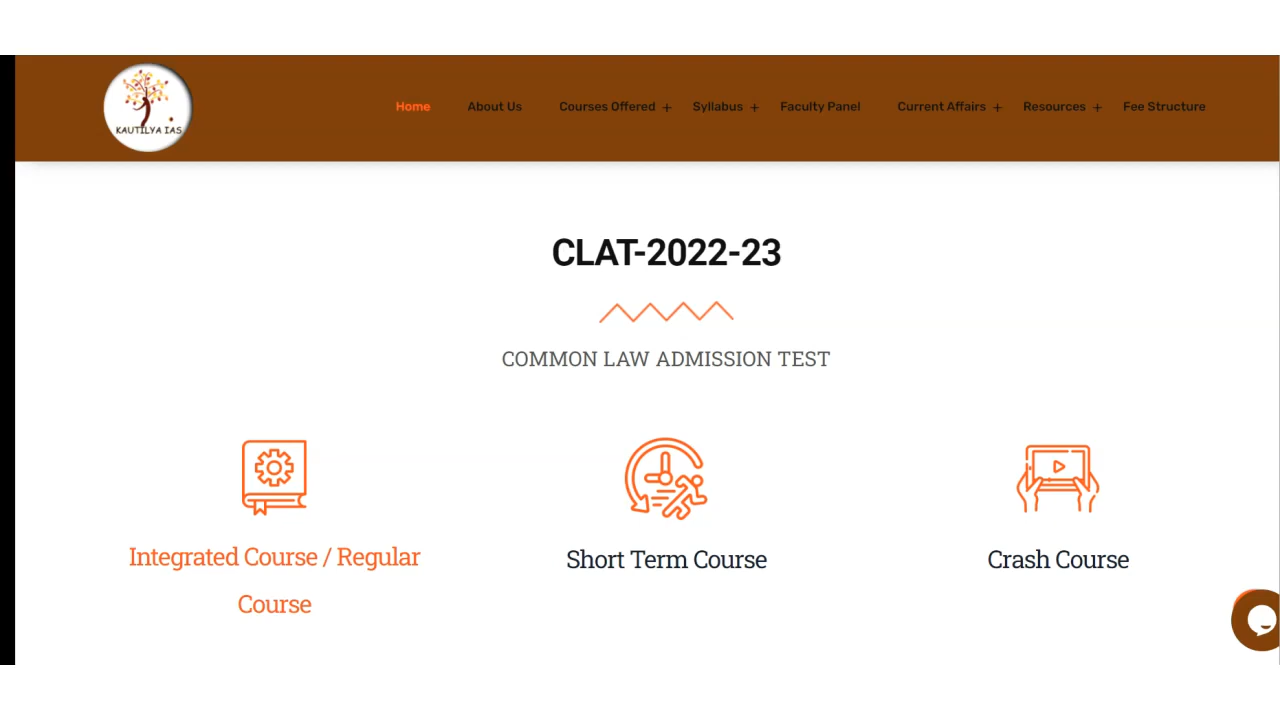 KAUTILYA IAS
Home About Us Courses Offered + Syllabus + Faculty Panel Current Affairs + Resources + Fee Structure
CLAT-2022-23
COMMON LAW ADMISSION TEST
Integrated Course / Regular
Course
Short Term Course
Crash Course